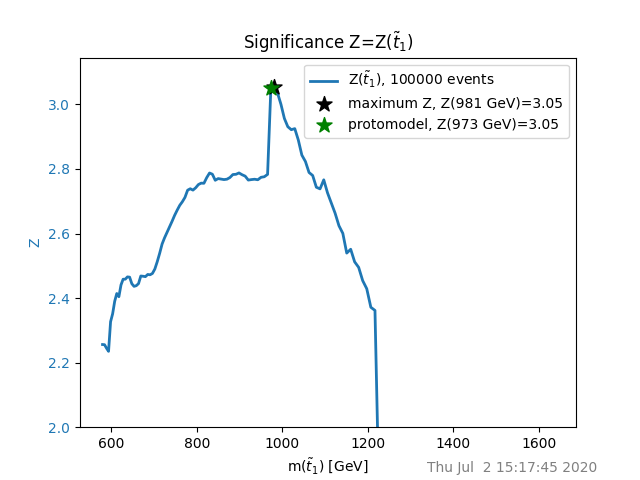 Significance Z=Z(t̃₁)
Z(t̃₁), 100000 events
maximum Z, Z(981 GeV)=3.05
protomodel, Z(973 GeV)=3.05
3.0
2.8
2.6
2.4
2.2
2.0
Z
600 800 1000 1200 1400 1600
m(t̃₁) [GeV]
Thu Jul 2 15:17:45 2020